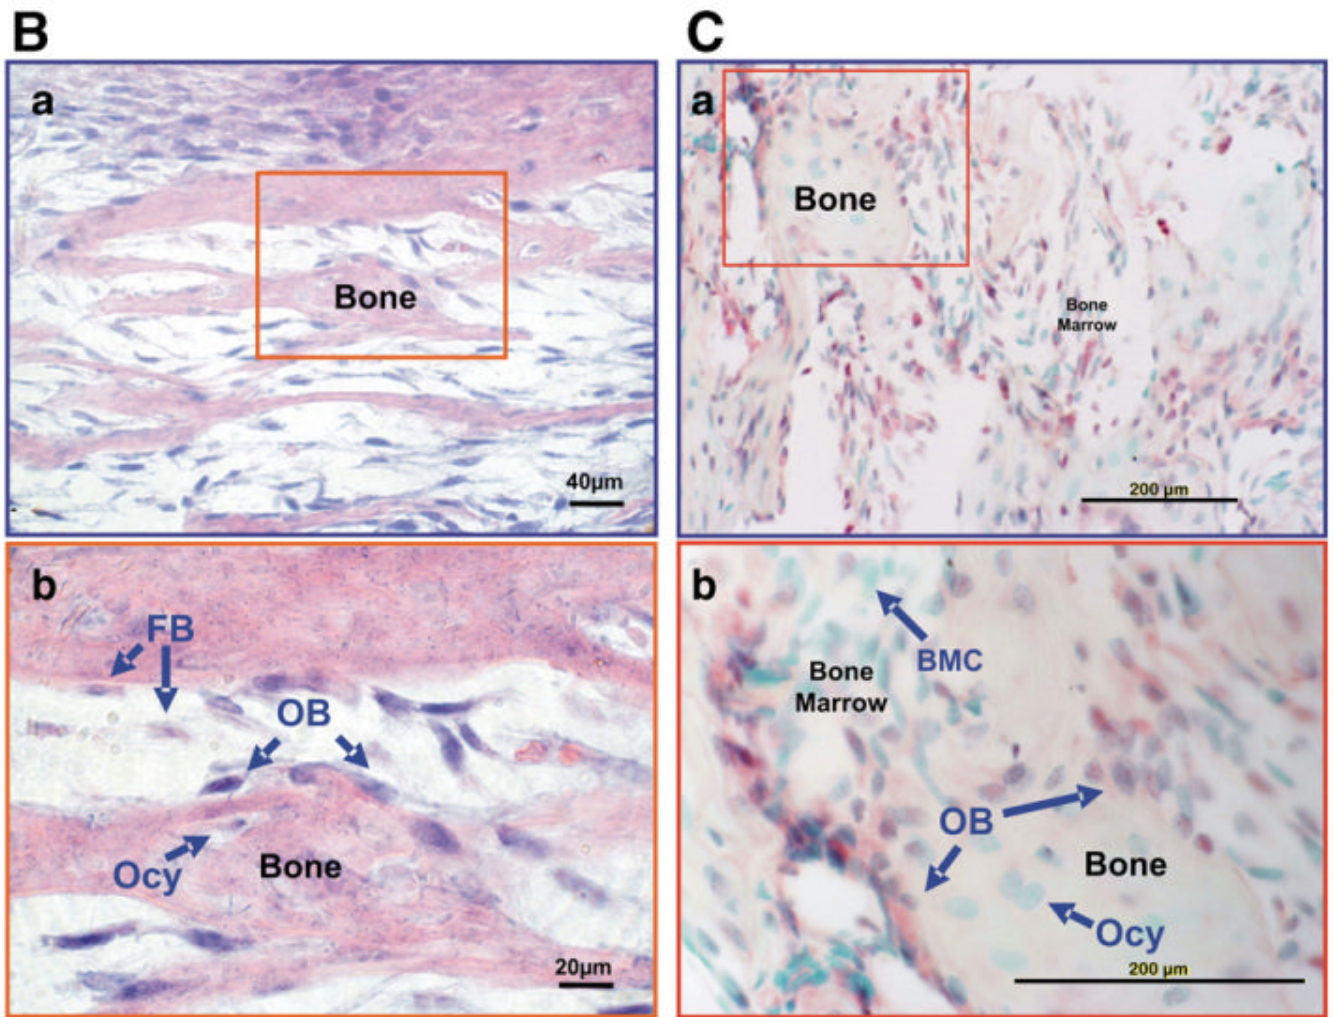 B
a
Bone
40µm
b
FB
OB
Ocy
Bone
20µm
C
a
Bone
Bone
Marrow
200 µm
b
BMC
Bone
Marrow
OB
Bone
Ocy
200 µm